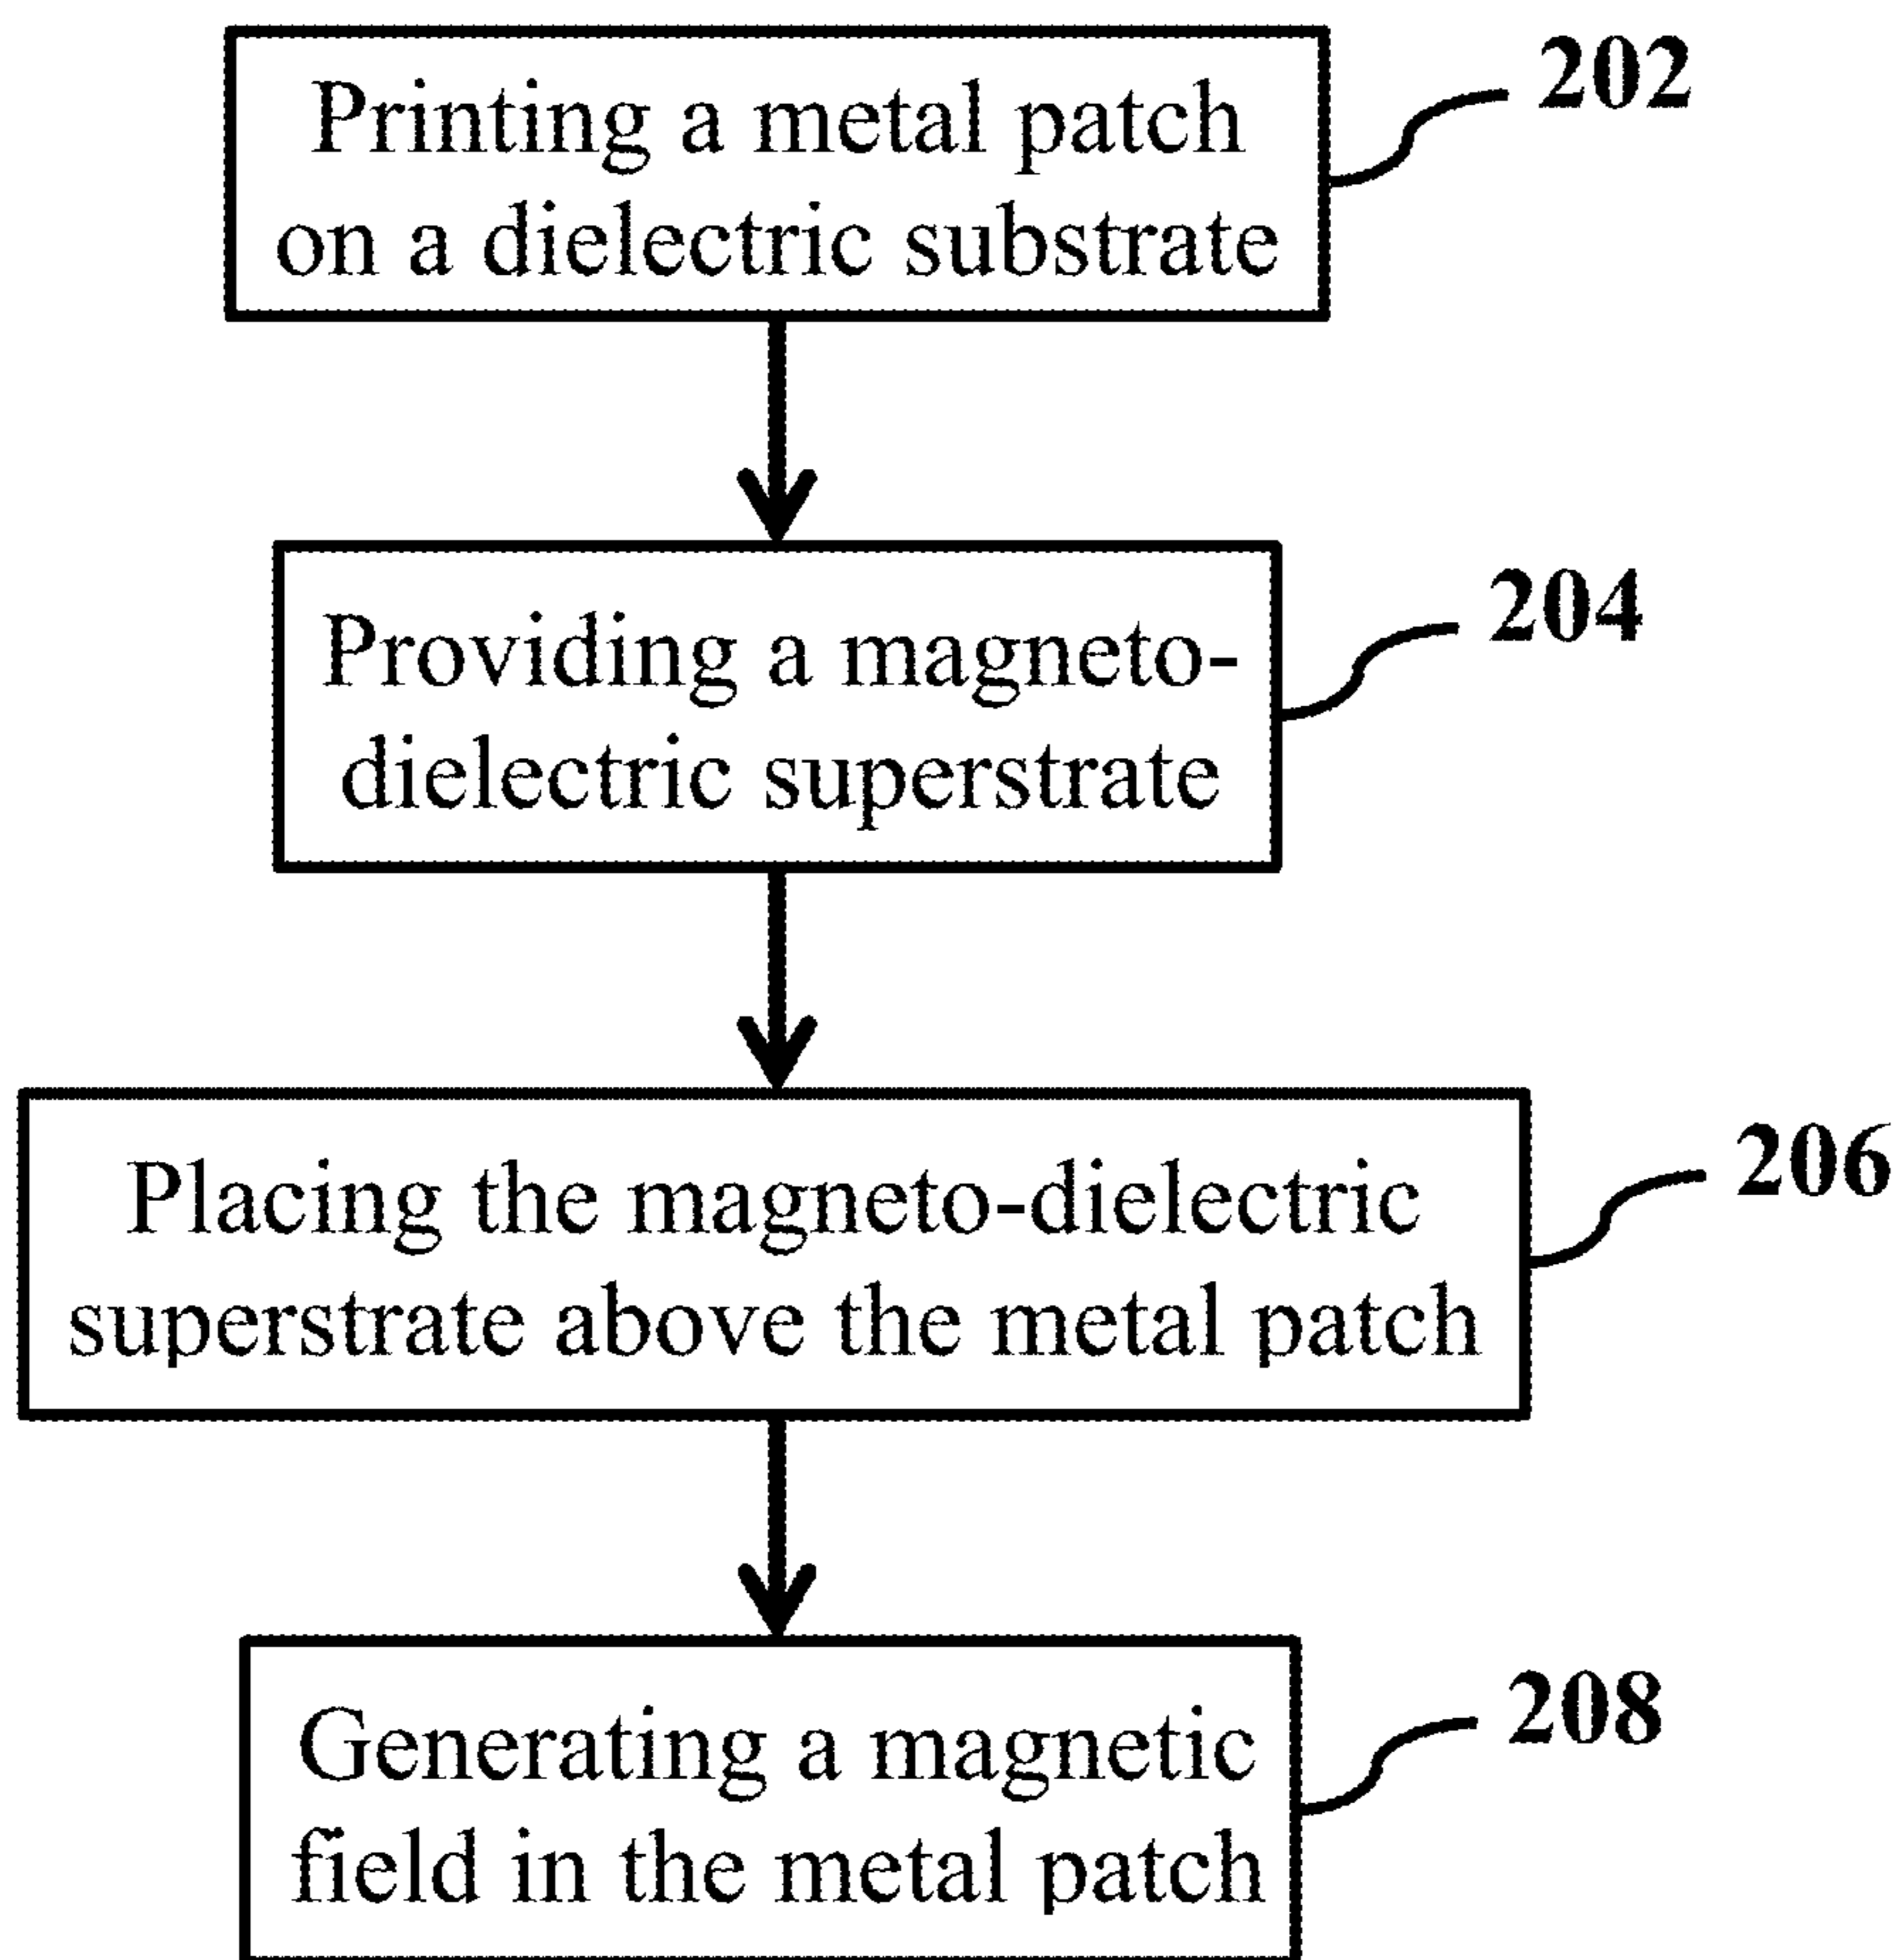 Printing a metal patch
on a dielectric substrate
202
Providing a magneto-
dielectric superstrate
204
Placing the magneto-dielectric
superstrate above the metal patch
206
Generating a magnetic
field in the metal patch
208